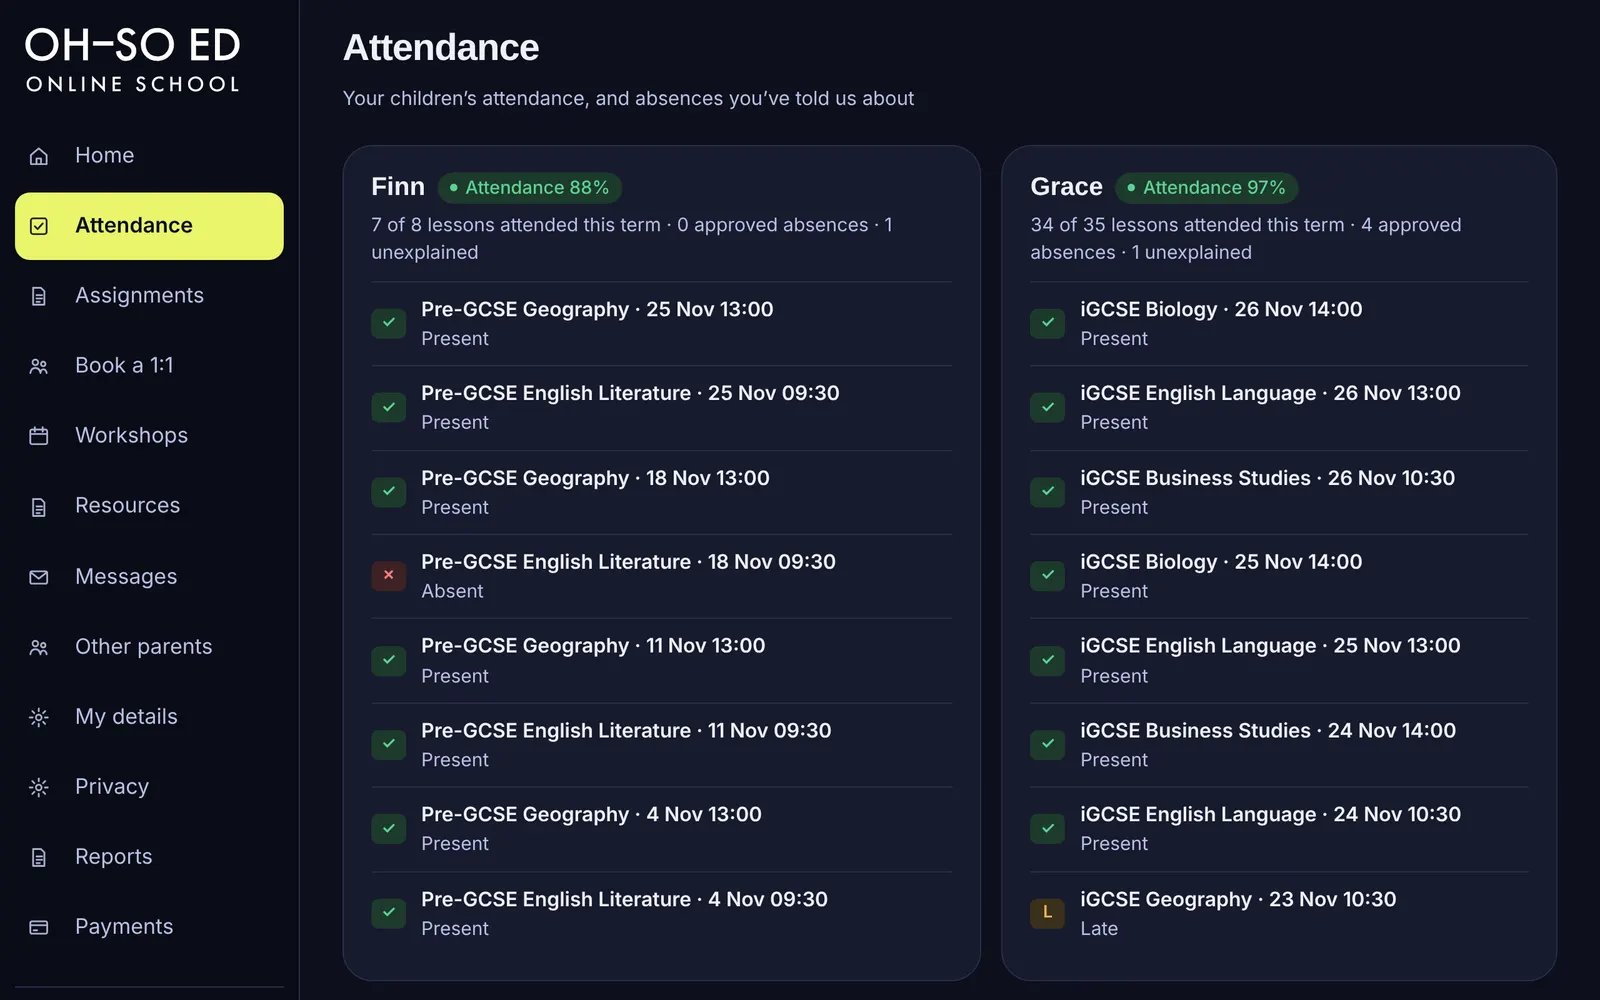 OH-SO ED
ONLINE SCHOOL
Home
Attendance
Assignments
Book a 1:1
Workshops
Resources
Messages
Other parents
My details
Privacy
Reports
Payments
Attendance
Your children’s attendance, and absences you’ve told us about
Finn
Attendance 88%
7 of 8 lessons attended this term · 0 approved absences · 1
unexplained
Pre-GCSE Geography · 25 Nov 13:00
Present
Pre-GCSE English Literature · 25 Nov 09:30
Present
Pre-GCSE Geography · 18 Nov 13:00
Present
Pre-GCSE English Literature · 18 Nov 09:30
Absent
Pre-GCSE Geography · 11 Nov 13:00
Present
Pre-GCSE English Literature · 11 Nov 09:30
Present
Pre-GCSE Geography · 4 Nov 13:00
Present
Pre-GCSE English Literature · 4 Nov 09:30
Present
Grace
Attendance 97%
34 of 35 lessons attended this term · 4 approved
absences · 1 unexplained
iGCSE Biology · 26 Nov 14:00
Present
iGCSE English Language · 26 Nov 13:00
Present
iGCSE Business Studies · 26 Nov 10:30
Present
iGCSE Biology · 25 Nov 14:00
Present
iGCSE English Language · 25 Nov 13:00
Present
iGCSE Business Studies · 24 Nov 14:00
Present
iGCSE English Language · 24 Nov 10:30
Present
L
iGCSE Geography · 23 Nov 10:30
Late